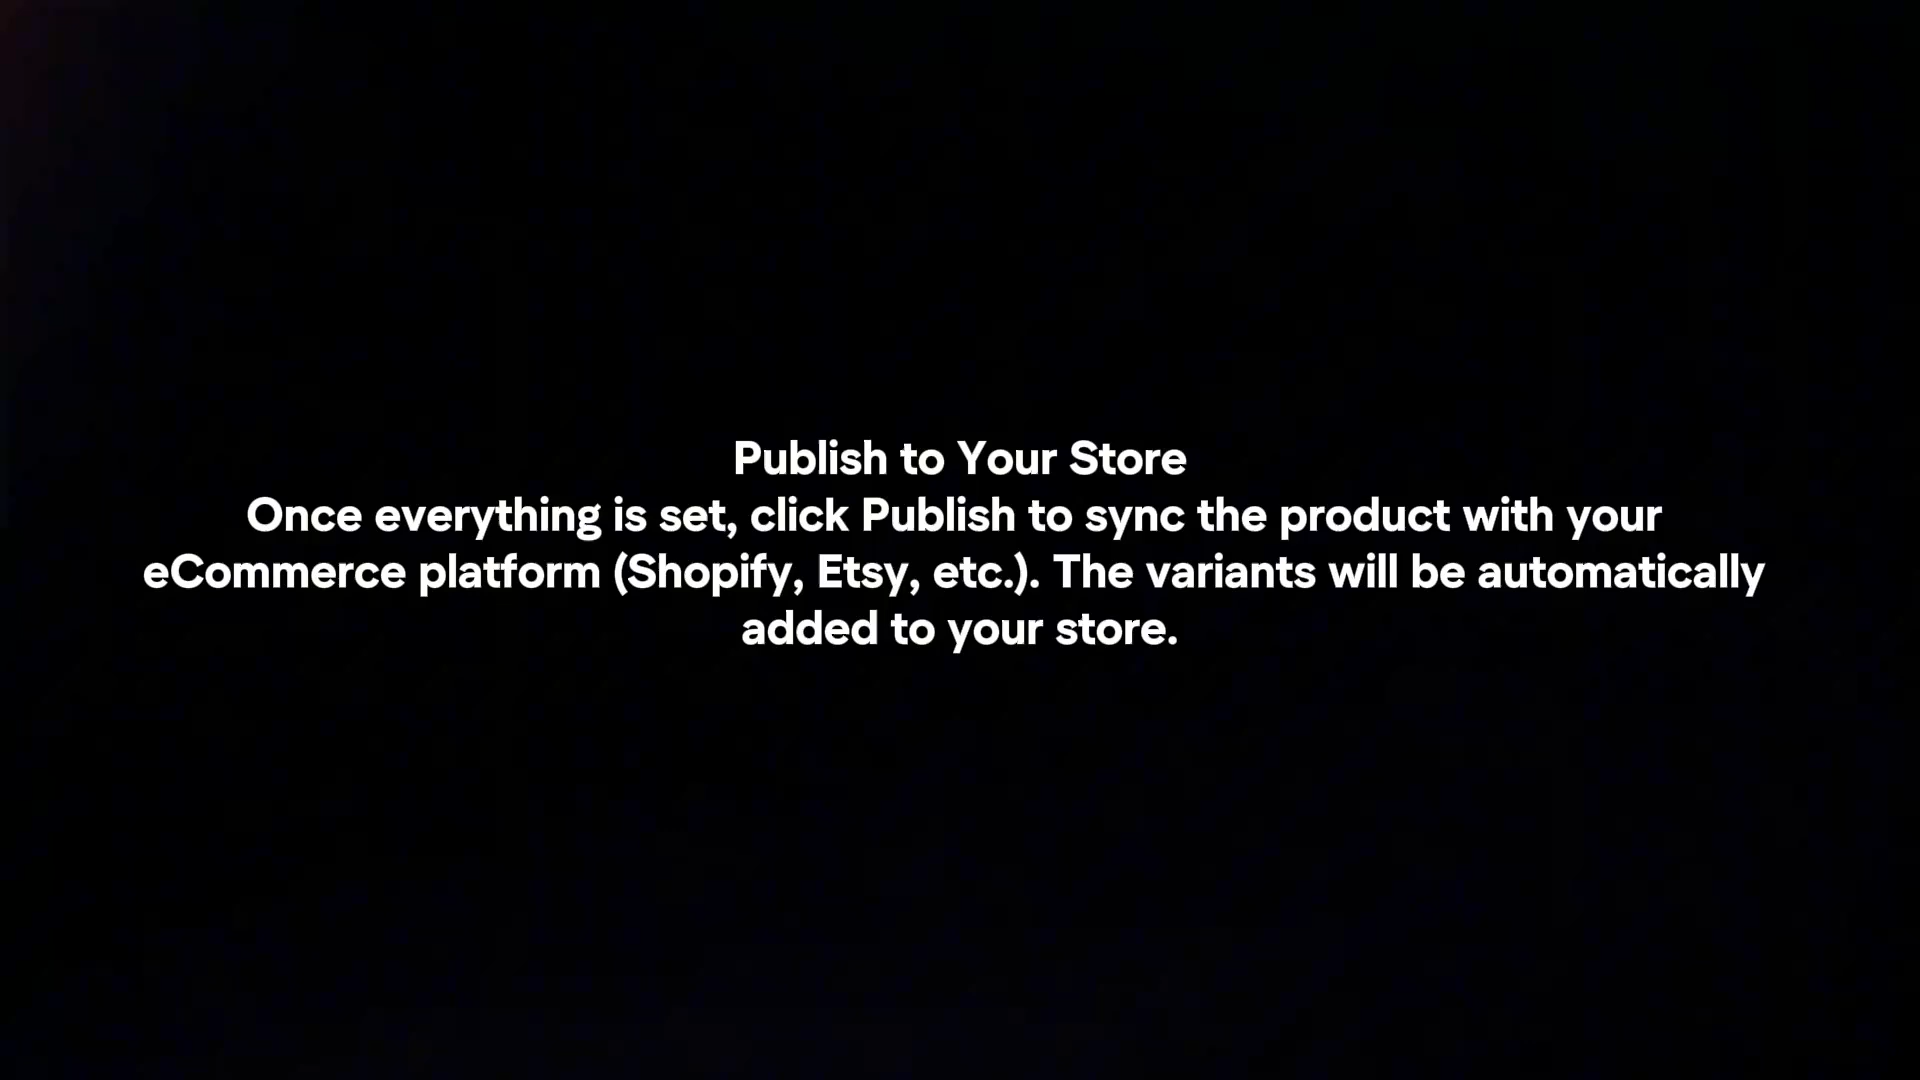 Publish to Your Store
Once everything is set, click Publish to sync the product with your
eCommerce platform (Shopify, Etsy, etc.). The variants will be automatically
added to your store.